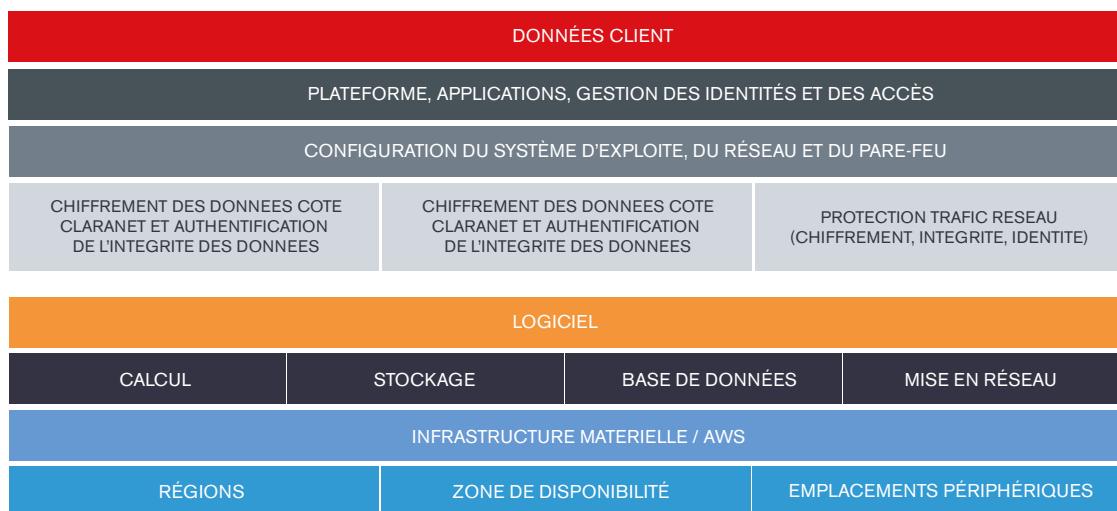 DONNÉES CLIENT
PLATEFORME, APPLICATIONS, GESTION DES IDENTITÉS ET DES ACCÈS
CONFIGURATION DU SYSTÈME D'EXPLOITE, DU RÉSEAU ET DU PARE-FEU
CHIFFREMENT DES DONNEES COTE
CLARANET ET AUTHENTIFICATION
DE L'INTEGRITE DES DONNEES
CHIFFREMENT DES DONNEES COTE
CLARANET ET AUTHENTIFICATION
DE L'INTEGRITE DES DONNEES
PROTECTION TRAFIC RESEAU
(CHIFFREMENT, INTEGRITE, IDENTITE)
LOGICIEL
CALCUL
STOCKAGE
BASE DE DONNÉES
MISE EN RÉSEAU
INFRASTRUCTURE MATERIELLE / AWS
RÉGIONS
ZONE DE DISPONIBILITÉ
EMPLACEMENTS PÉRIPHÉRIQUES